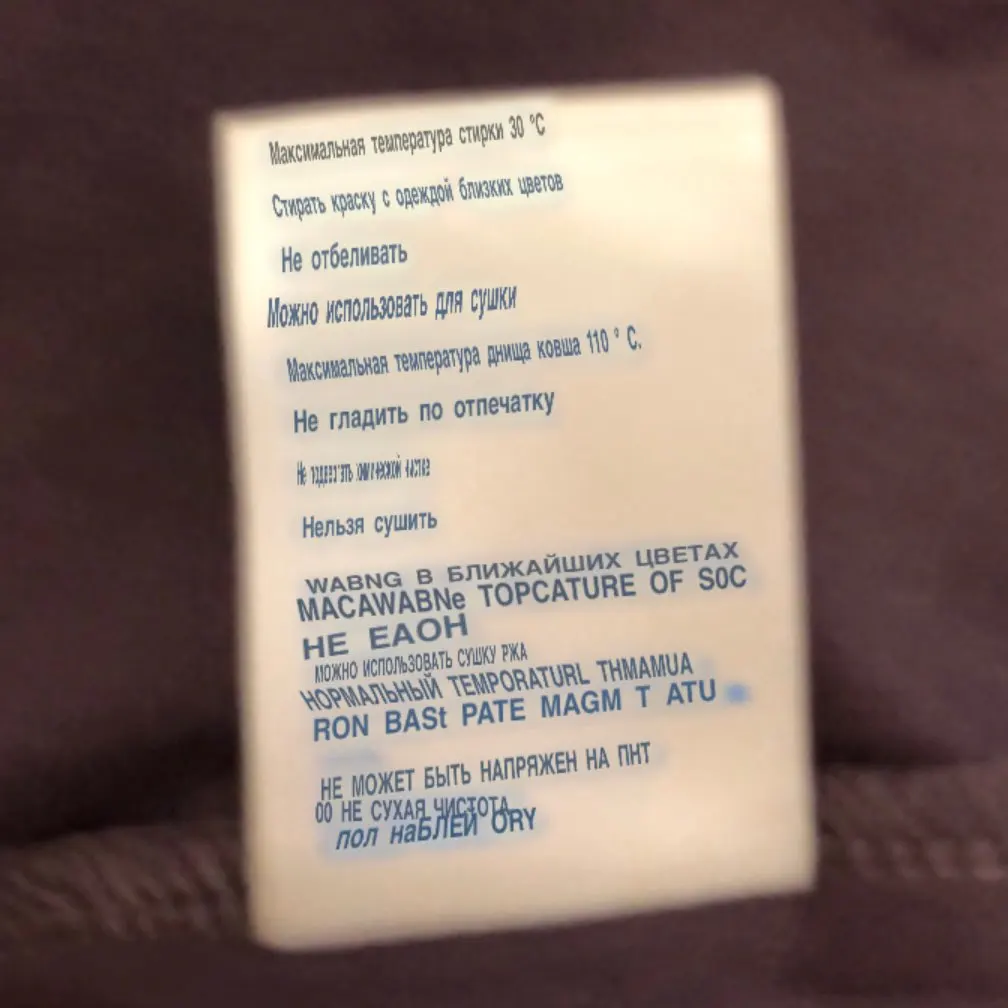 Максимальная температура стирки 30 °C
Стирать краску с одеждой близких цветов
Не отбеливать
Можно использовать для сушки
Максимальная температура днища ковша 110 ° C.
Не гладить по отпечатку
Не
Нельзя сушить
WABNG В БЛИЖАЙШИХ ЦВЕТАХ
MACAWABNe TOPCATURE OF S0C
НЕ ЕАОН
МОЖНО ИСПОЛЬЗОВАТЬ СУШКУ РЖА
НОРМАЛЬНЫЙ TEMPORATURL THMAMUA
RON BASt PATE MAGM T ATU
НЕ МОЖЕТ БЫТЬ НАПРЯЖЕН НА ПНТ
00 НЕ СУХАЯ ЧИСТОТА
пол наБЛЕЙ ORY